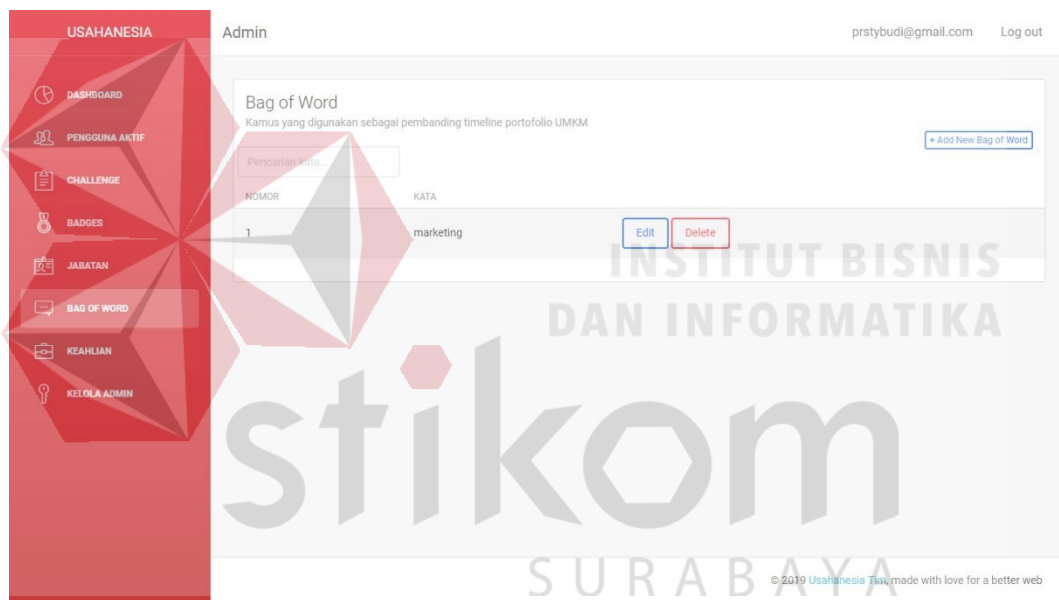 USAHANESIA
Admin
prstybudi@gmail.com
Log out
DASHBOARD
PENGGUNA AKTIF
CHALLENGE
BADGES
JABATAN
BAG OF WORD
KEAHLIAN
KELOLA ADMIN
Bag of Word
Kamus yang digunakan sebagai pembanding timeline portofolio UMKM
+ Add New Bag of Word
Pencarian kata...
NOMOR KATA
1 marketing Edit Delete
INSTITUT BISNIS
DAN INFORMATIKA
stikom
SURABAYA
© 2019 Usahanesia Tim, made with love for a better web